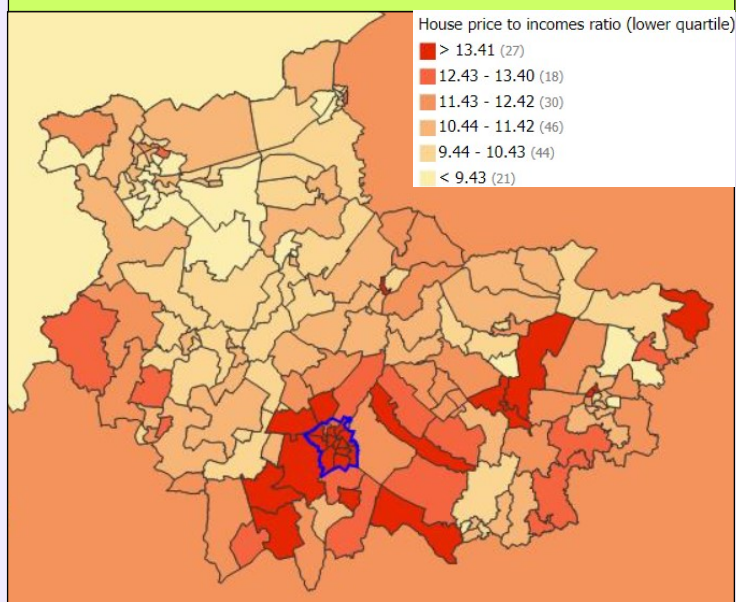 House price to incomes ratio (lower quartile)
> 13.41 (27)
12.43 - 13.40 (18)
11.43 - 12.42 (30)
10.44 - 11.42 (46)
9.44 - 10.43 (44)
< 9.43 (21)